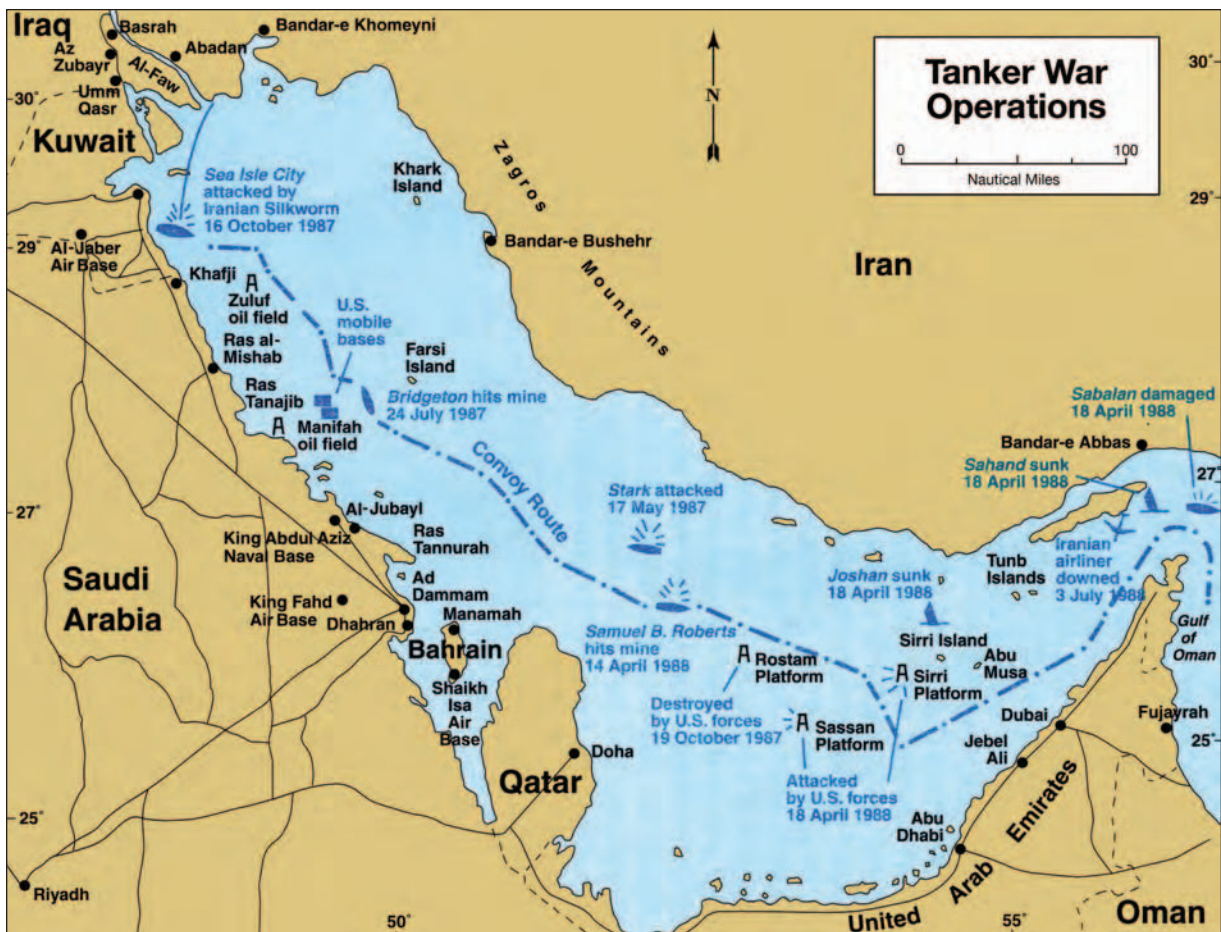 Iraq
Basrah
Bandar-e Khomeyni
Az
Zubayr
Abadan
Al-Faw
Umm
Qasr
30°
Kuwait
N
Tanker War
Operations
0
100
Nautical Miles
30°
29°
Zagros
Mountains
Khark
Island
Sea Isle City
attacked by
Iranian Silkworm
16 October 1987
29°
Al-Jaber
Air Base
Bandar-e Bushehr
Iran
Khafji
Zuluf
oil field
U.S.
mobile
bases
Ras al-
Mishab
Farsi
Island
Ras
Tanajib
Manifah
oil field
Bridgeton hits mine
24 July 1987
Sabalan damaged
18 April 1988
Bandar-e Abbas
Sahand sunk
18 April 1988
27°
Convoy Route
Stark attacked
17 May 1987
27°
Al-Jubayl
King Abdul Aziz
Naval Base
Ras
Tannurah
Iranian
airliner
downed
3 July 1988
Tunb
Islands
Saudi
Arabia
Ad
Dammam
Joshan sunk
18 April 1988
King Fahd
Air Base
Manamah
Dhahran
Gulf
of
Oman
Samuel B. Roberts
hits mine
14 April 1988
Sirri Island
Bahrain
Rostam
Platform
Abu
Musa
Sirri
Platform
Shaikh
Isa
Air
Base
Destroyed
by U.S. forces
19 October 1987
Sassan
Platform
Dubai
Fujayrah
25°
Doha
Jebel
Ali
Qatar
Attacked
by U.S. forces
18 April 1988
25°
Abu
Dhabi
United Arab Emirates
Riyadh
50°
55°
Oman